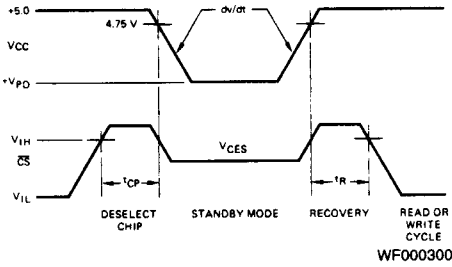 +5.0
4.75 V
dv/dt
VCC
+VPD
VIH
CS
VCES
VIL
tCP
tR
DESELECT
CHIP
STANDBY MODE
RECOVERY
READ OR
WRITE
CYCLE
WF000300